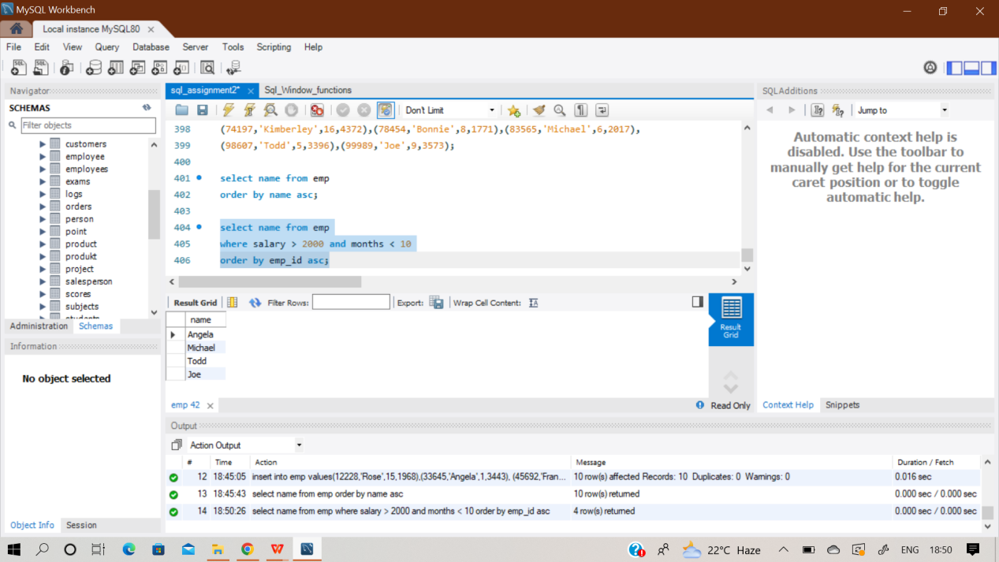 MySQL Workbench
Local instance MySQL80
File Edit View Query Database Server Tools Scripting Help
Navigator
SCHEMAS
Filter objects
customers
employee
employees
exams
logs
orders
person
point
product
produkt
project
salesperson
scores
subjects
Administration Schemas
Information
No object selected
Object Info Session
sql_assignment2* Sql_Window_functions
Don't Limit
398 (74197,'Kimberley',16,4372),(78454,'Bonnie',8,1771),(83565,'Michael',6,2017),
399 (98607,'Todd',5,3396),(99989,'Joe',9,3573);
400
401 select name from emp
402 order by name asc;
403
404 select name from emp
405 where salary > 2000 and months < 10
406 order by emp_id asc;
Result Grid Filter Rows: Export: Wrap Cell Content:
name
Angela
Michael
Todd
Joe
Result
Grid
emp 42 Read Only
SQLAdditions
Jump to
Automatic context help is
disabled. Use the toolbar to
manually get help for the current
caret position or to toggle
automatic help.
Context Help Snippets
Output
Action Output
# Time Action Message Duration / Fetch
12 18:45:05 insert into emp values(12228,'Rose',15,1968),(33645,'Angela',1,3443), (45692,'Fran... 10 row(s) affected Records: 10 Duplicates: 0 Warnings: 0 0.016 sec
13 18:45:43 select name from emp order by name asc 10 row(s) returned 0.000 sec / 0.000 sec
14 18:50:26 select name from emp where salary > 2000 and months < 10 order by emp_id asc 4 row(s) returned 0.000 sec / 0.000 sec
22°C Haze ENG 18:50